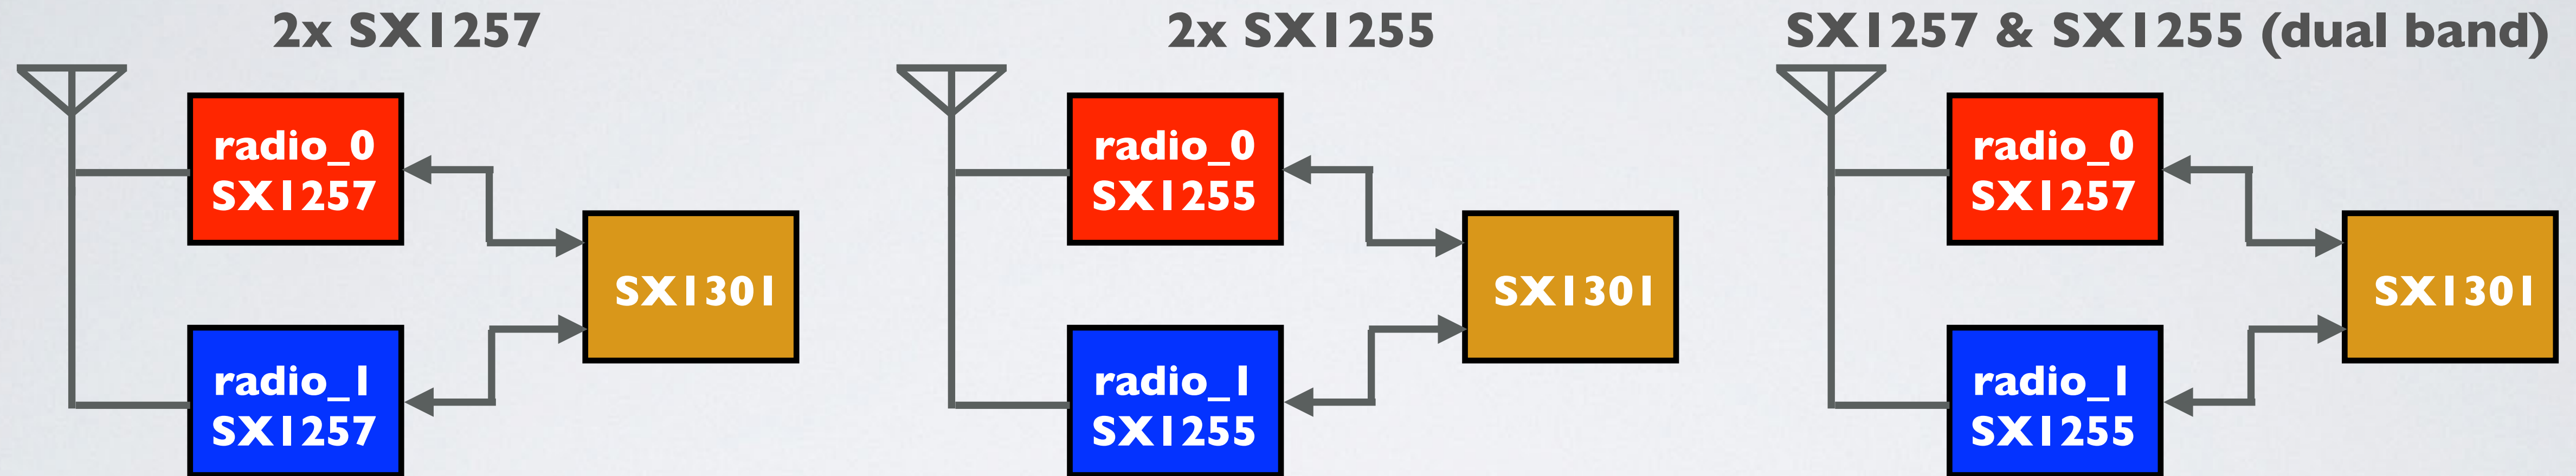 2x SX1257
radio_0
SX1257
SX1301
radio_1
SX1257
2x SX1255
radio_0
SX1255
SX1301
radio_1
SX1255
SX1257 & SX1255 (dual band)
radio_0
SX1257
SX1301
radio_1
SX1255